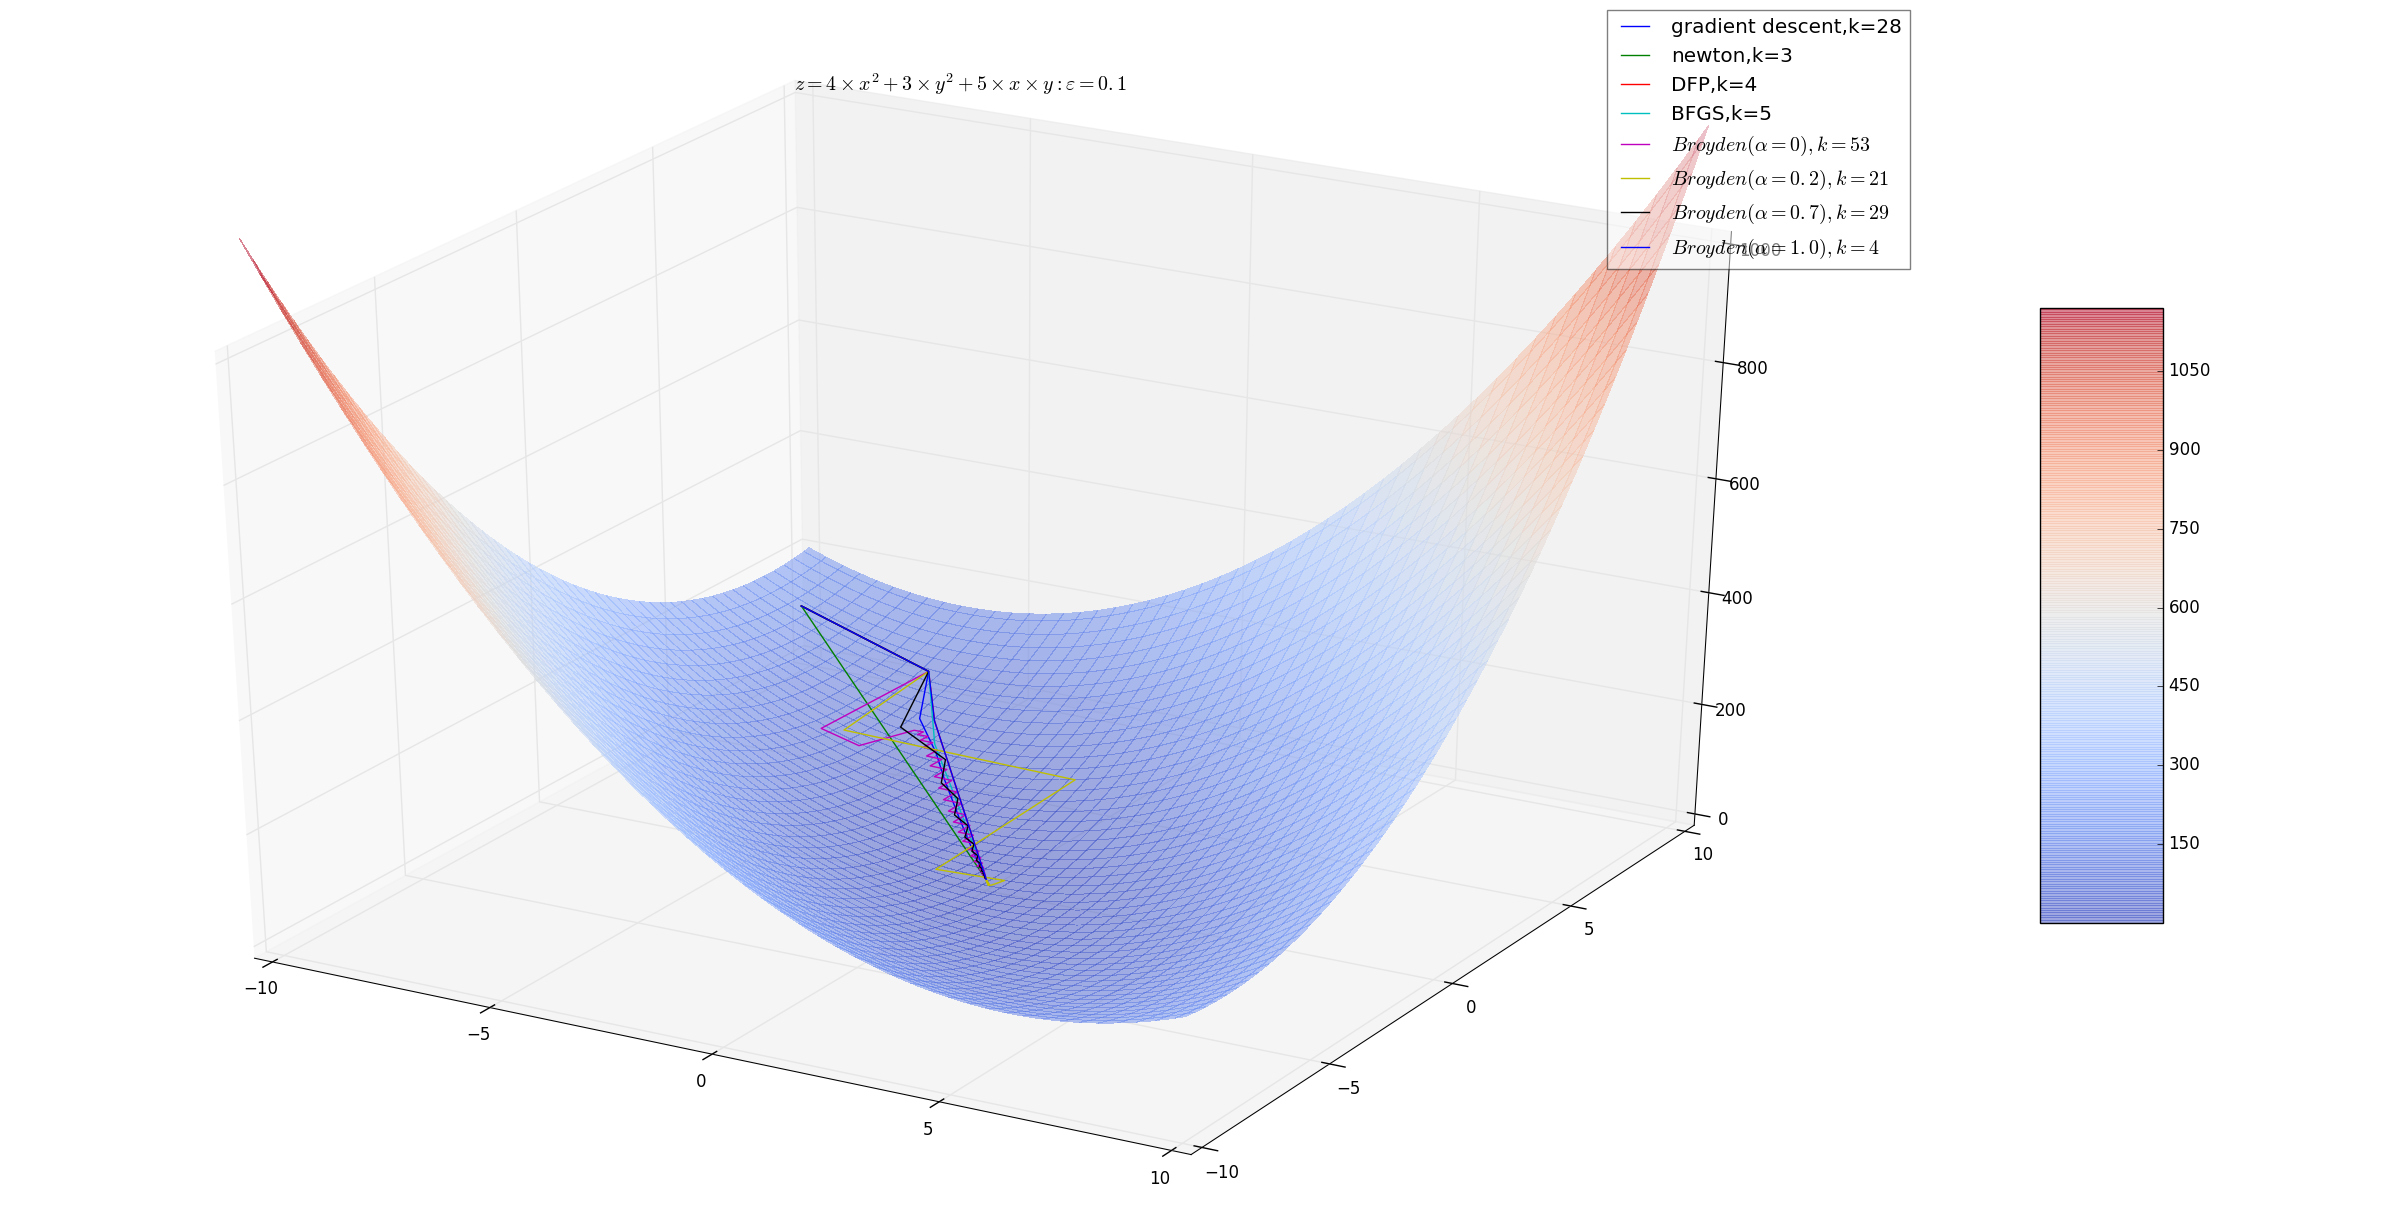 z = 4 × x² + 3 × y² + 5 × x × y : ε = 0.1
gradient descent,k=28
newton,k=3
DFP,k=4
BFGS,k=5
Broyden(α = 0), k = 53
Broyden(α = 0.2), k = 21
Broyden(α = 0.7), k = 29
Broyden(α = 1.0), k = 4
1000
800
600
400
200
0
10
5
0
−5
−10
−10
−5
0
5
10
1050
900
750
600
450
300
150